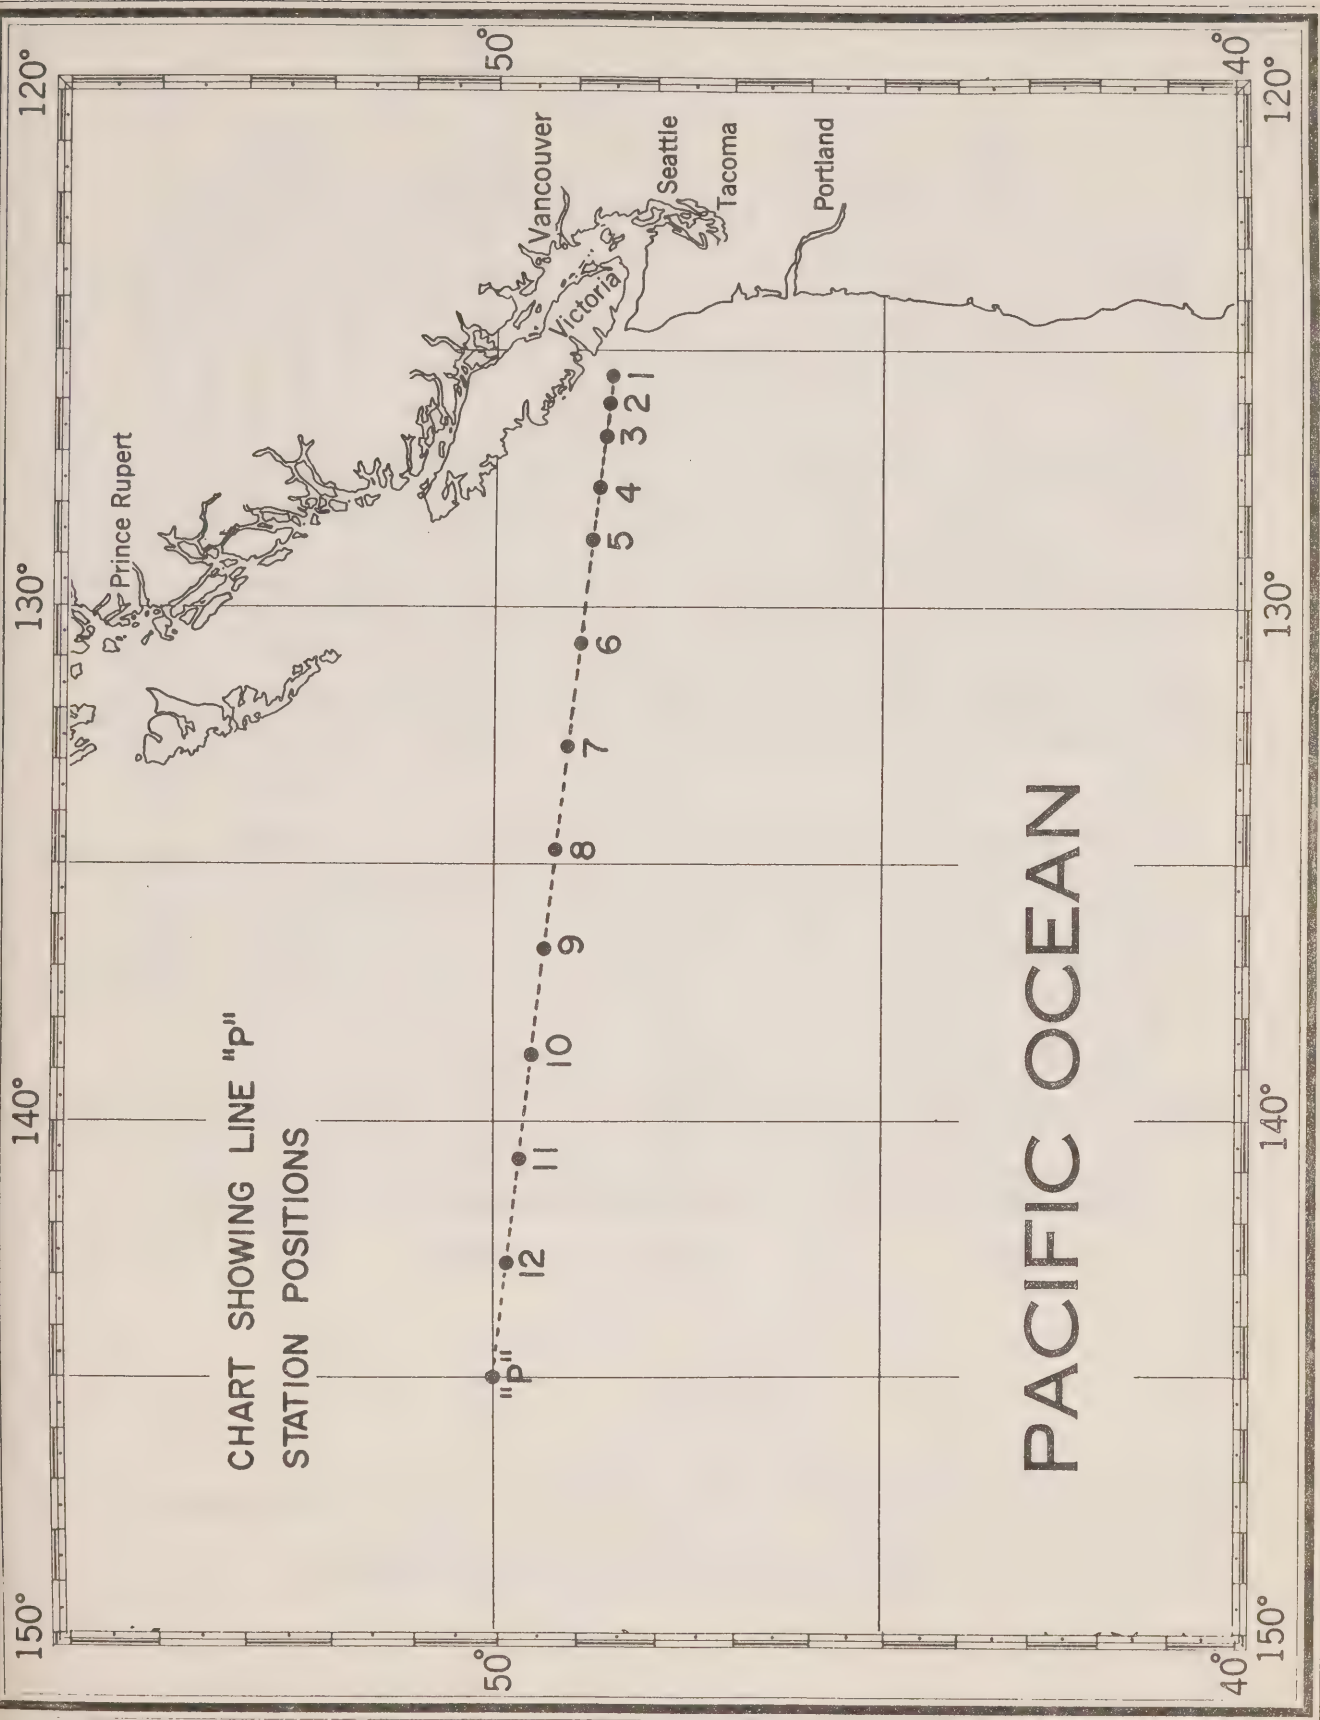 CHART SHOWING LINE "P"
STATION POSITIONS
150°
140°
130°
120°
50°
50°
40°
40°
150°
140°
130°
120°
Prince Rupert
Vancouver
Victoria
Seattle
Tacoma
Portland
"P"
12
11
10
9
8
7
6
5
4
3
2
1
PACIFIC OCEAN